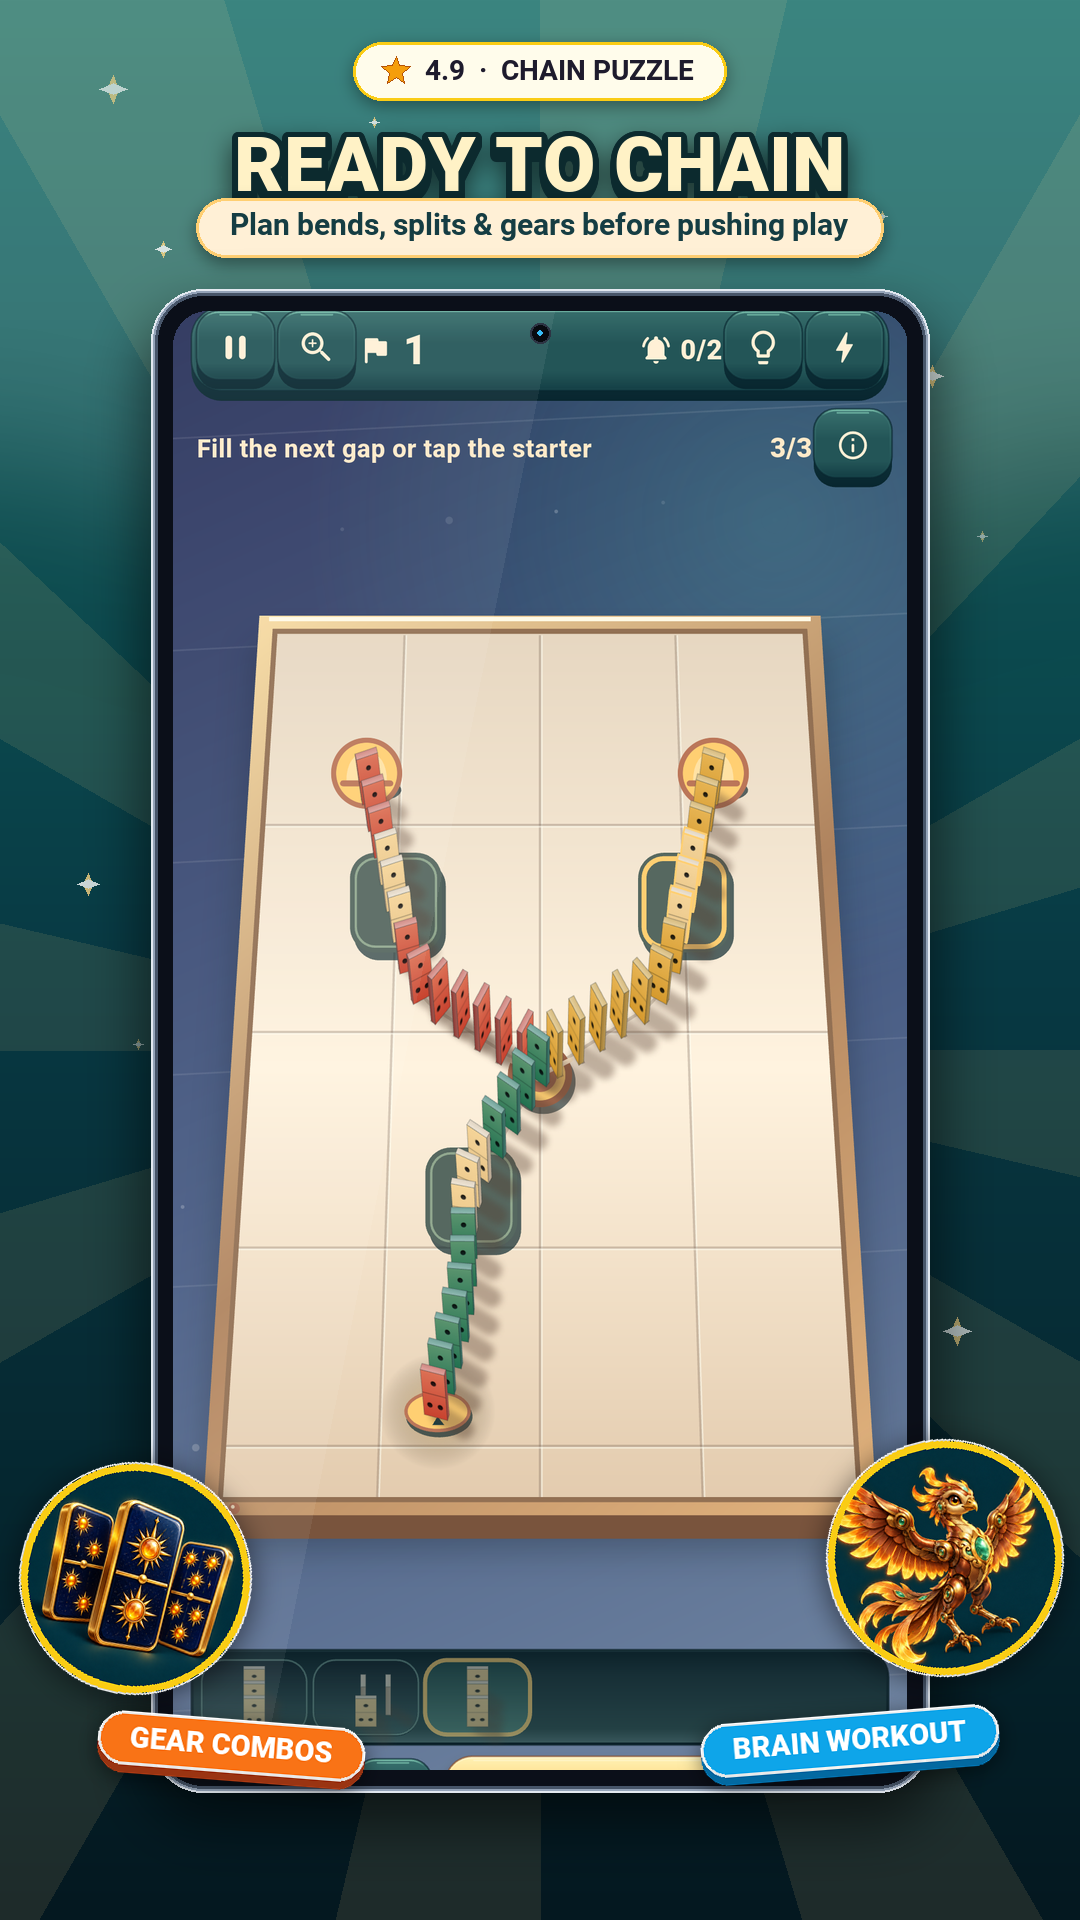 4.9 · CHAIN PUZZLE
READY TO CHAIN
Plan bends, splits & gears before pushing play
1
0/2
Fill the next gap or tap the starter
3/3
GEAR COMBOS
BRAIN WORKOUT